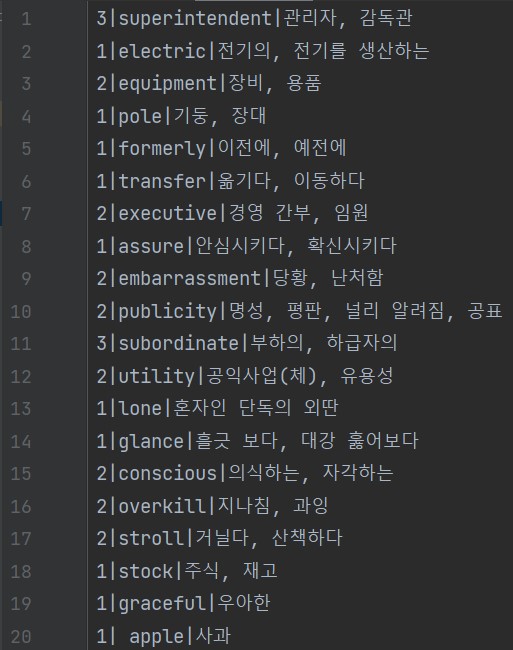 1 3|superintendent|관리자, 감독관
2 1|electric|전기의, 전기를 생산하는
3 2|equipment|장비, 용품
4 1|pole|기둥, 장대
5 1|formerly|이전에, 예전에
6 1|transfer|옮기다, 이동하다
7 2|executive|경영 간부, 임원
8 1|assure|안심시키다, 확신시키다
9 2|embarrassment|당황, 난처함
10 2|publicity|명성, 평판, 널리 알려짐, 공표
11 3|subordinate|부하의, 하급자의
12 2|utility|공익사업(체), 유용성
13 1|lone|혼자인 단독의 외딴
14 1|glance|흘긋 보다, 대강 훑어보다
15 2|conscious|의식하는, 자각하는
16 2|overkill|지나침, 과잉
17 2|stroll|거닐다, 산책하다
18 1|stock|주식, 재고
19 1|graceful|우아한
20 1| apple|사과